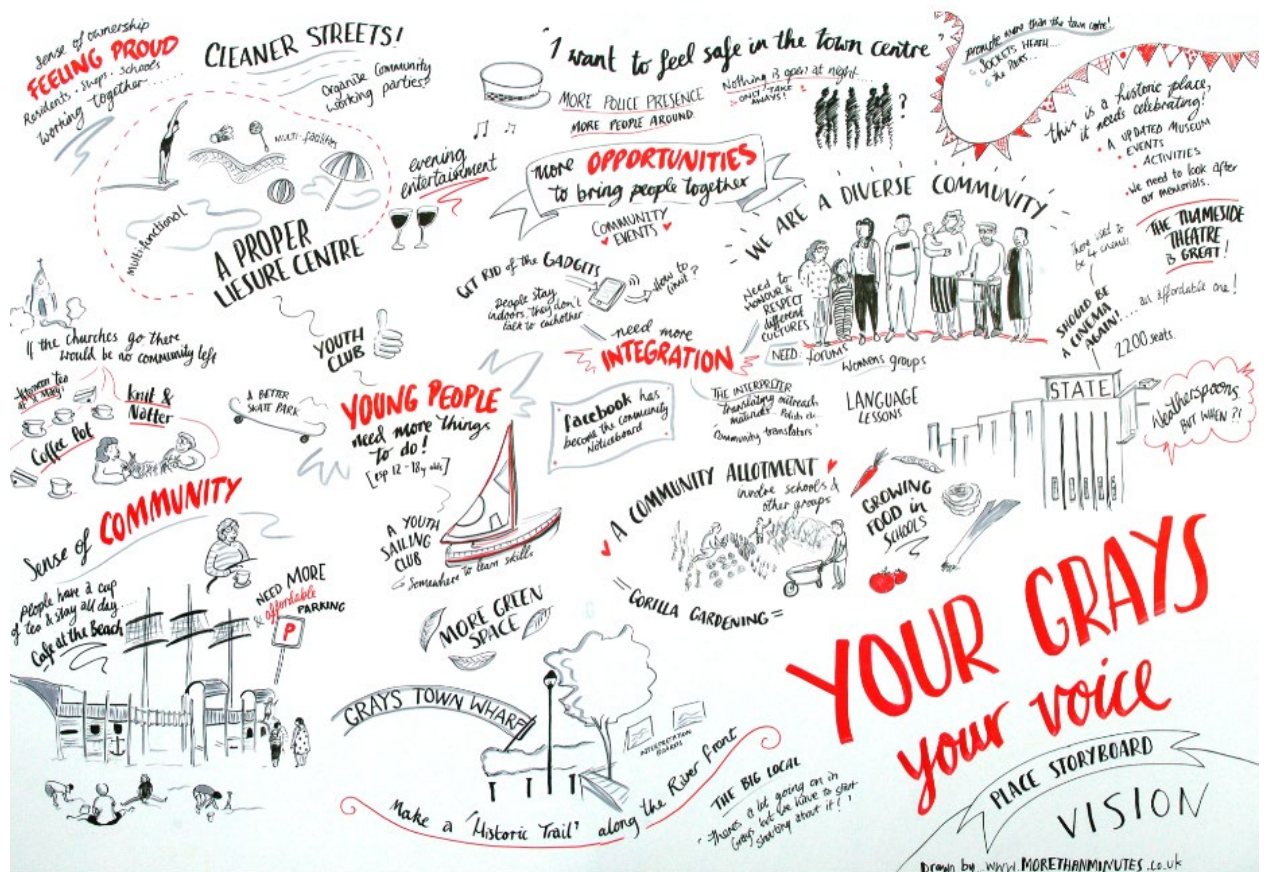 Sense of ownership
FEELING PROUD
Residents. Shops. Schools
Working together......
CLEANER STREETS!
Organise Community
working parties?
"I want to feel safe in the town centre"
MORE POLICE PRESENCE
MORE PEOPLE AROUND
Nothing is open at night...
ONLY TAKE
AWAYS!
?
promote more than the town centre!
SOCKETS HEATH...
the Parks...
this is a historic place,
it needs celebrating!
UPDATED MUSEUM
EVENTS
ACTIVITIES
We need to look after
our memorials.
THE THAMESIDE
THEATRE
is GREAT!
MULTI-facilities
multifunctional
A PROPER
LIESURE CENTRE
evening
entertainment
more OPPORTUNITIES
to bring people together
COMMUNITY
EVENTS
WE ARE A DIVERSE COMMUNITY
GET RID of the GADGETS
People stay
indoors, they don't
talk to eachother
how to
limit?
Need to
HONOUR &
RESPECT
different
CULTURES
need more
INTEGRATION
NEED: forums
Womens groups
There used to
be 4 cinemas
SHOULD BE
A CINEMA
AGAIN!
.... an affordable one!
2200 seats.
STATE
Weatherspoons
BUT WHEN?!
If the churches go there
would be no community left
Afternoon tea
at St Mary's
knit &
Natter
Coffee Pot
A BETTER
SKATE PARK
YOUTH
CLUB
YOUNG PEOPLE
need more things
to do!
[esp 12-18 yr olds]
facebook has
become the community
Noticeboard
THE INTERPRETER
translating outreach
materials.. Polish etc..
"Community translators"
LANGUAGE
LESSONS
Sense of COMMUNITY
People have a cup
of tea & stay all day....
Cafe at the Beach
NEED MORE
& affordable
PARKING
P
A YOUTH
SAILING
CLUB
Somewhere to learn skills
A COMMUNITY ALLOTMENT
involve schools &
other groups
GROWING
FOOD in
SCHOOLS
= GORILLA GARDENING =
MORE GREEN
SPACE
GRAYS TOWN WHARF
INTERPRETATION
BOARDS
Make a "Historic Trail" along the River Front
THE BIG LOCAL
"There's a lot going on in
Grays but we have to start
shouting about it!"
YOUR GRAYS
your voice
PLACE STORYBOARD
VISION
Drawn by.. www.MORETHANMINUTES.co.uk